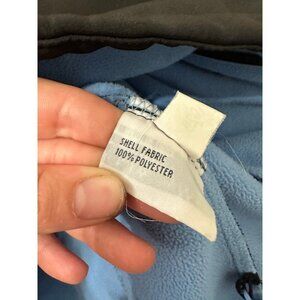 SHELL FABRIC
100% POLYESTER